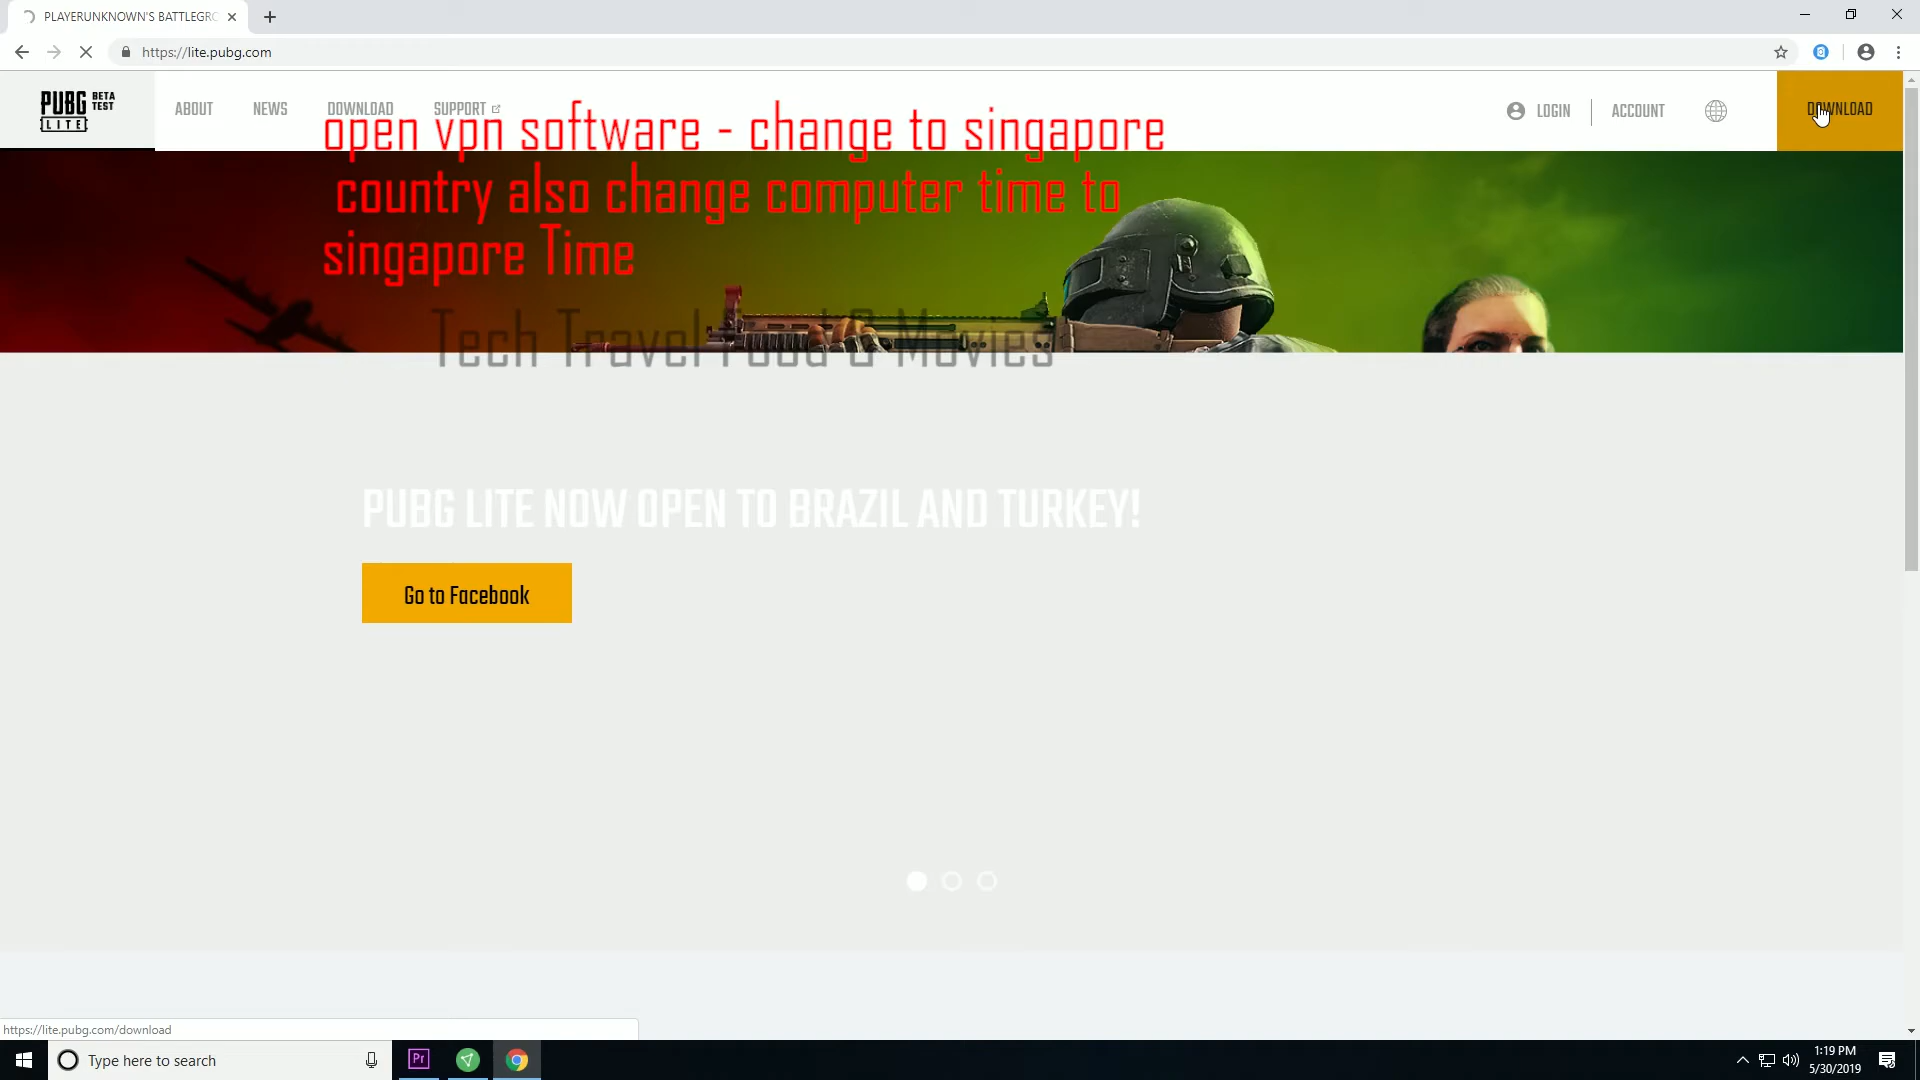 PLAYERUNKNOWN'S BATTLEGRO
https://lite.pubg.com
PUBG BETA TEST
LITE
ABOUT NEWS DOWNLOAD SUPPORT
LOGIN ACCOUNT DOWNLOAD
open vpn software - change to singapore
country also change computer time to
singapore Time
Tech Travel Food & Movies
PUBG LITE NOW OPEN TO BRAZIL AND TURKEY!
Go to Facebook
https://lite.pubg.com/download
Type here to search
Pr
1:19 PM
5/30/2019